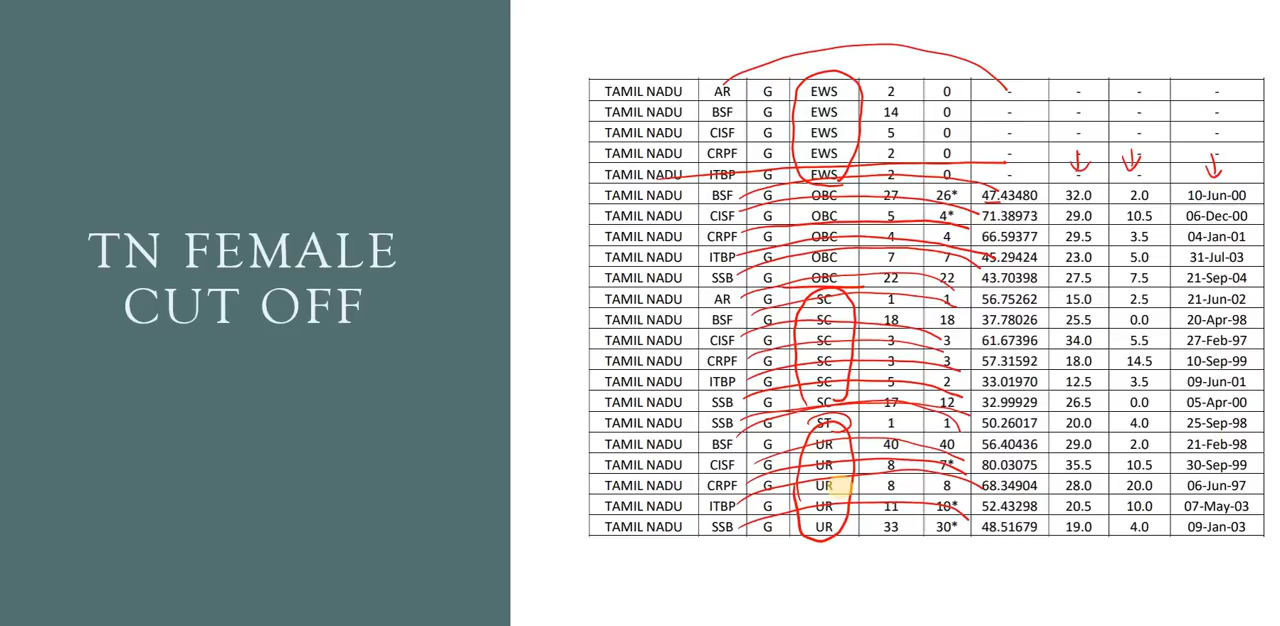 TN FEMALE
CUT OFF
TAMIL NADU AR G EWS 2 0 - - - -
TAMIL NADU BSF G EWS 14 0 - - - -
TAMIL NADU CISF G EWS 5 0 - - - -
TAMIL NADU CRPF G EWS 2 0 - - - -
TAMIL NADU ITBP G EWS 2 0 - - - -
TAMIL NADU BSF G OBC 27 26* 47.43480 32.0 2.0 10-Jun-00
TAMIL NADU CISF G OBC 5 4* 71.38973 29.0 10.5 06-Dec-00
TAMIL NADU CRPF G OBC 4 4 66.59377 29.5 3.5 04-Jan-01
TAMIL NADU ITBP G OBC 7 7 45.29424 23.0 5.0 31-Jul-03
TAMIL NADU SSB G OBC 22 22 43.70398 27.5 7.5 21-Sep-04
TAMIL NADU AR G SC 1 1 56.75262 15.0 2.5 21-Jun-02
TAMIL NADU BSF G SC 18 18 37.78026 25.5 0.0 20-Apr-98
TAMIL NADU CISF G SC 3 3 61.67396 34.0 5.5 27-Feb-97
TAMIL NADU CRPF G SC 3 3 57.31592 18.0 14.5 10-Sep-99
TAMIL NADU ITBP G SC 5 2 33.01970 12.5 3.5 09-Jun-01
TAMIL NADU SSB G SC 17 12 32.99929 26.5 0.0 05-Apr-00
TAMIL NADU SSB G ST 1 1 50.26017 20.0 4.0 25-Sep-98
TAMIL NADU BSF G UR 40 40 56.40436 29.0 2.0 21-Feb-98
TAMIL NADU CISF G UR 8 7* 80.03075 35.5 10.5 30-Sep-99
TAMIL NADU CRPF G UR 8 8 68.34904 28.0 20.0 06-Jun-97
TAMIL NADU ITBP G UR 11 10* 52.43298 20.5 10.0 07-May-03
TAMIL NADU SSB G UR 33 30* 48.51679 19.0 4.0 09-Jan-03